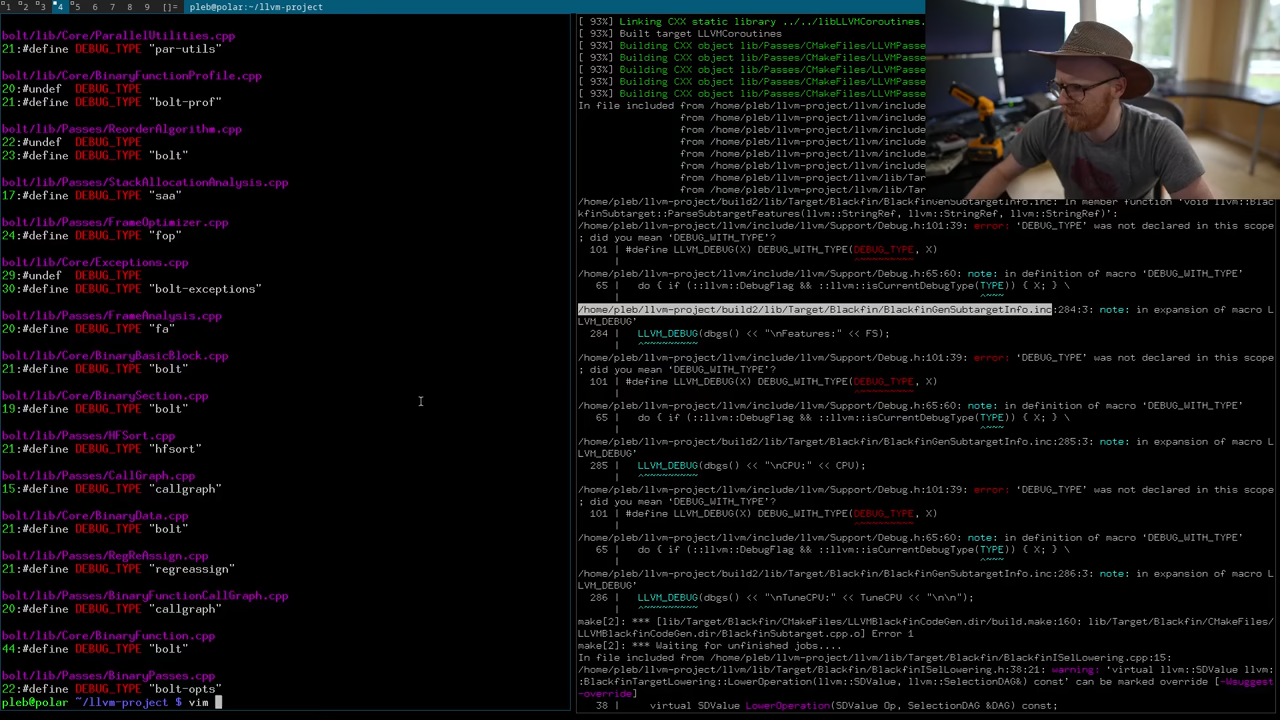 1 2 3 4 5 6 7 8 9 []= pleb@polar:~/llvm-project
bolt/lib/Core/ParallelUtilities.cpp
21:#define DEBUG_TYPE "par-utils"
bolt/lib/Core/BinaryFunctionProfile.cpp
20:#undef  DEBUG_TYPE
21:#define DEBUG_TYPE "bolt-prof"
bolt/lib/Passes/ReorderAlgorithm.cpp
22:#undef  DEBUG_TYPE
23:#define DEBUG_TYPE "bolt"
bolt/lib/Passes/StackAllocationAnalysis.cpp
17:#define DEBUG_TYPE "saa"
bolt/lib/Passes/FrameOptimizer.cpp
24:#define DEBUG_TYPE "fop"
bolt/lib/Core/Exceptions.cpp
29:#undef  DEBUG_TYPE
30:#define DEBUG_TYPE "bolt-exceptions"
bolt/lib/Passes/FrameAnalysis.cpp
20:#define DEBUG_TYPE "fa"
bolt/lib/Core/BinaryBasicBlock.cpp
21:#define DEBUG_TYPE "bolt"
bolt/lib/Core/BinarySection.cpp
19:#define DEBUG_TYPE "bolt"
bolt/lib/Passes/HFSort.cpp
21:#define DEBUG_TYPE "hfsort"
bolt/lib/Passes/CallGraph.cpp
15:#define DEBUG_TYPE "callgraph"
bolt/lib/Core/BinaryData.cpp
21:#define DEBUG_TYPE "bolt"
bolt/lib/Passes/RegReAssign.cpp
21:#define DEBUG_TYPE "regreassign"
bolt/lib/Passes/BinaryFunctionCallGraph.cpp
20:#define DEBUG_TYPE "callgraph"
bolt/lib/Core/BinaryFunction.cpp
44:#define DEBUG_TYPE "bolt"
bolt/lib/Passes/BinaryPasses.cpp
22:#define DEBUG_TYPE "bolt-opts"
pleb@polar ~/llvm-project $ vim
[ 93%] Linking CXX static library ../../libLLVMCoroutines.
[ 93%] Built target LLVMCoroutines
[ 93%] Building CXX object lib/Passes/CMakeFiles/LLVMPasse
[ 93%] Building CXX object lib/Passes/CMakeFiles/LLVMPasse
[ 93%] Building CXX object lib/Passes/CMakeFiles/LLVMPasse
[ 93%] Building CXX object lib/Passes/CMakeFiles/LLVMPasse
[ 93%] Building CXX object lib/Passes/CMakeFiles/LLVMPasse
In file included from /home/pleb/llvm-project/llvm/include
from /home/pleb/llvm-project/llvm/include
from /home/pleb/llvm-project/llvm/include
from /home/pleb/llvm-project/llvm/include
from /home/pleb/llvm-project/llvm/include
from /home/pleb/llvm-project/llvm/include
from /home/pleb/llvm-project/llvm/lib/Tar
from /home/pleb/llvm-project/llvm/lib/Tar
/home/pleb/llvm-project/build2/lib/Target/Blackfin/BlackfinGenSubtargetInfo.inc: In member function 'void llvm::Blac
kfinSubtarget::ParseSubtargetFeatures(llvm::StringRef, llvm::StringRef, llvm::StringRef)':
/home/pleb/llvm-project/llvm/include/llvm/Support/Debug.h:101:39: error: 'DEBUG_TYPE' was not declared in this scope
; did you mean 'DEBUG_WITH_TYPE'?
101 | #define LLVM_DEBUG(X) DEBUG_WITH_TYPE(DEBUG_TYPE, X)
| ^~~~~~~~~~
/home/pleb/llvm-project/llvm/include/llvm/Support/Debug.h:65:60: note: in definition of macro 'DEBUG_WITH_TYPE'
65 | do { if (::llvm::DebugFlag && ::llvm::isCurrentDebugType(TYPE)) { X; } \
| ^~~~
/home/pleb/llvm-project/build2/lib/Target/Blackfin/BlackfinGenSubtargetInfo.inc:284:3: note: in expansion of macro 'L
LVM_DEBUG'
284 | LLVM_DEBUG(dbgs() << "\nFeatures:" << FS);
| ^~~~~~~~~~
/home/pleb/llvm-project/llvm/include/llvm/Support/Debug.h:101:39: error: 'DEBUG_TYPE' was not declared in this scope
; did you mean 'DEBUG_WITH_TYPE'?
101 | #define LLVM_DEBUG(X) DEBUG_WITH_TYPE(DEBUG_TYPE, X)
| ^~~~~~~~~~
/home/pleb/llvm-project/llvm/include/llvm/Support/Debug.h:65:60: note: in definition of macro 'DEBUG_WITH_TYPE'
65 | do { if (::llvm::DebugFlag && ::llvm::isCurrentDebugType(TYPE)) { X; } \
| ^~~~
/home/pleb/llvm-project/build2/lib/Target/Blackfin/BlackfinGenSubtargetInfo.inc:285:3: note: in expansion of macro 'L
LVM_DEBUG'
285 | LLVM_DEBUG(dbgs() << "\nCPU:" << CPU);
| ^~~~~~~~~~
/home/pleb/llvm-project/llvm/include/llvm/Support/Debug.h:101:39: error: 'DEBUG_TYPE' was not declared in this scope
; did you mean 'DEBUG_WITH_TYPE'?
101 | #define LLVM_DEBUG(X) DEBUG_WITH_TYPE(DEBUG_TYPE, X)
| ^~~~~~~~~~
/home/pleb/llvm-project/llvm/include/llvm/Support/Debug.h:65:60: note: in definition of macro 'DEBUG_WITH_TYPE'
65 | do { if (::llvm::DebugFlag && ::llvm::isCurrentDebugType(TYPE)) { X; } \
| ^~~~
/home/pleb/llvm-project/build2/lib/Target/Blackfin/BlackfinGenSubtargetInfo.inc:286:3: note: in expansion of macro 'L
LVM_DEBUG'
286 | LLVM_DEBUG(dbgs() << "\nTuneCPU:" << TuneCPU << "\n\n");
| ^~~~~~~~~~
make[2]: *** [lib/Target/Blackfin/CMakeFiles/LLVMBlackfinCodeGen.dir/build.make:160: lib/Target/Blackfin/CMakeFiles/
LLVMBlackfinCodeGen.dir/BlackfinSubtarget.cpp.o] Error 1
make[2]: *** Waiting for unfinished jobs....
In file included from /home/pleb/llvm-project/llvm/lib/Target/Blackfin/BlackfinISelLowering.cpp:15:
/home/pleb/llvm-project/llvm/lib/Target/Blackfin/BlackfinISelLowering.h:38:21: warning: 'virtual llvm::SDValue llvm:
:BlackfinTargetLowering::LowerOperation(llvm::SDValue, llvm::SelectionDAG&) const' can be marked override [-Wsuggest
-override]
38 | virtual SDValue LowerOperation(SDValue Op, SelectionDAG &DAG) const;